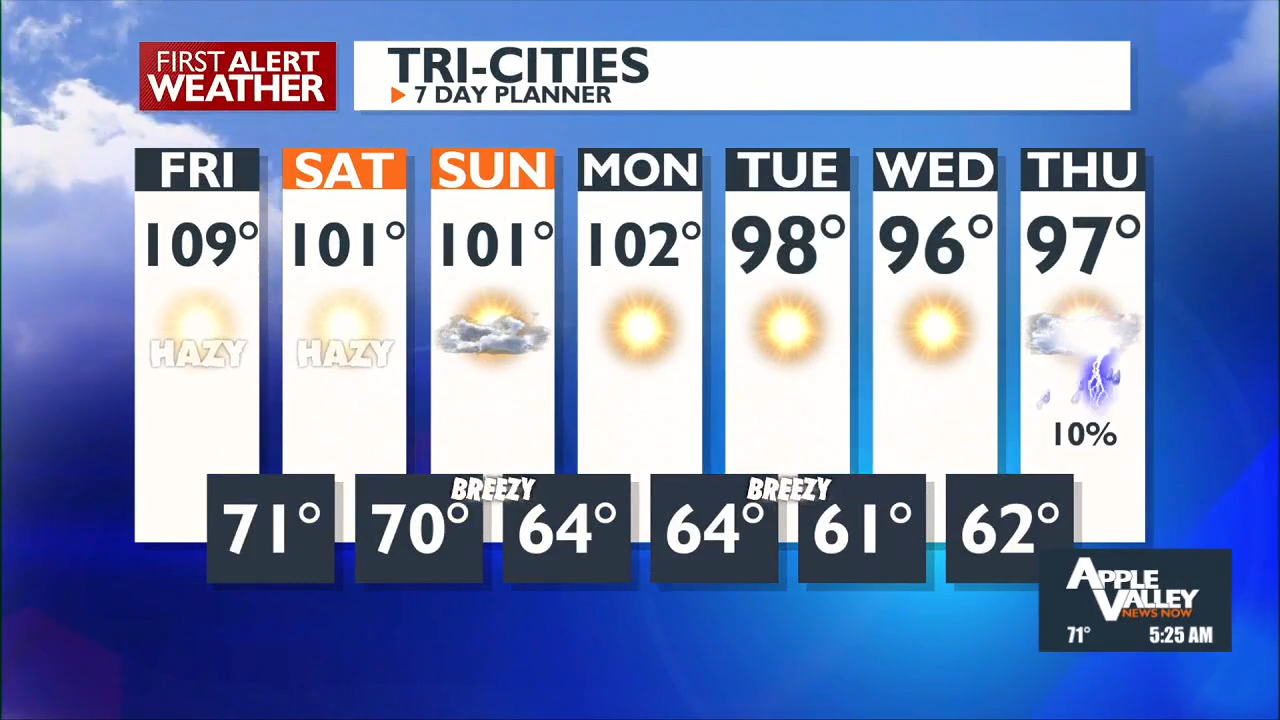 FIRST ALERT
WEATHER
TRI-CITIES
7 DAY PLANNER
FRI SAT SUN MON TUE WED THU
109° 101° 101° 102° 98° 96° 97°
HAZY HAZY
10%
BREEZY BREEZY
71° 70° 64° 64° 61° 62°
APPLE
VALLEY
NEWS NOW
71° 5:25 AM